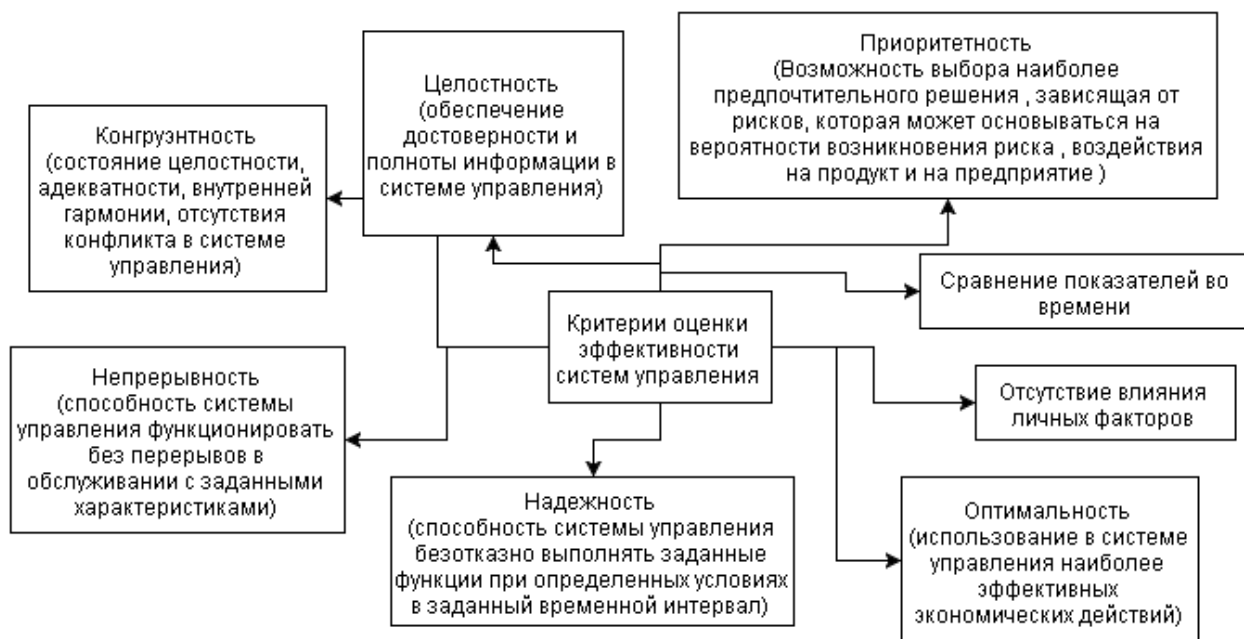 Приоритетность
(Возможность выбора наиболее
предпочтительного решения , зависящая от
рисков, которая может основываться на
вероятности возникновения риска , воздействия
на продукт и на предприятие )
Целостность
(обеспечение
достоверности и
полноты информации в
системе управления)
Конгруэнтность
(состояние целостности,
адекватности, внутренней
гармонии, отсутствия
конфликта в системе
управления)
Сравнение показателей во
времени
Критерии оценки
эффективности
систем управления
Непрерывность
(способность системы
управления функционировать
без перерывов в
обслуживании с заданными
характеристиками)
Отсутствие влияния
личных факторов
Надежность
(способность системы управления
безотказно выполнять заданные
функции при определенных условиях
в заданный временной интервал)
Оптимальность
(использование в системе
управления наиболее
эффективных
экономических действий)